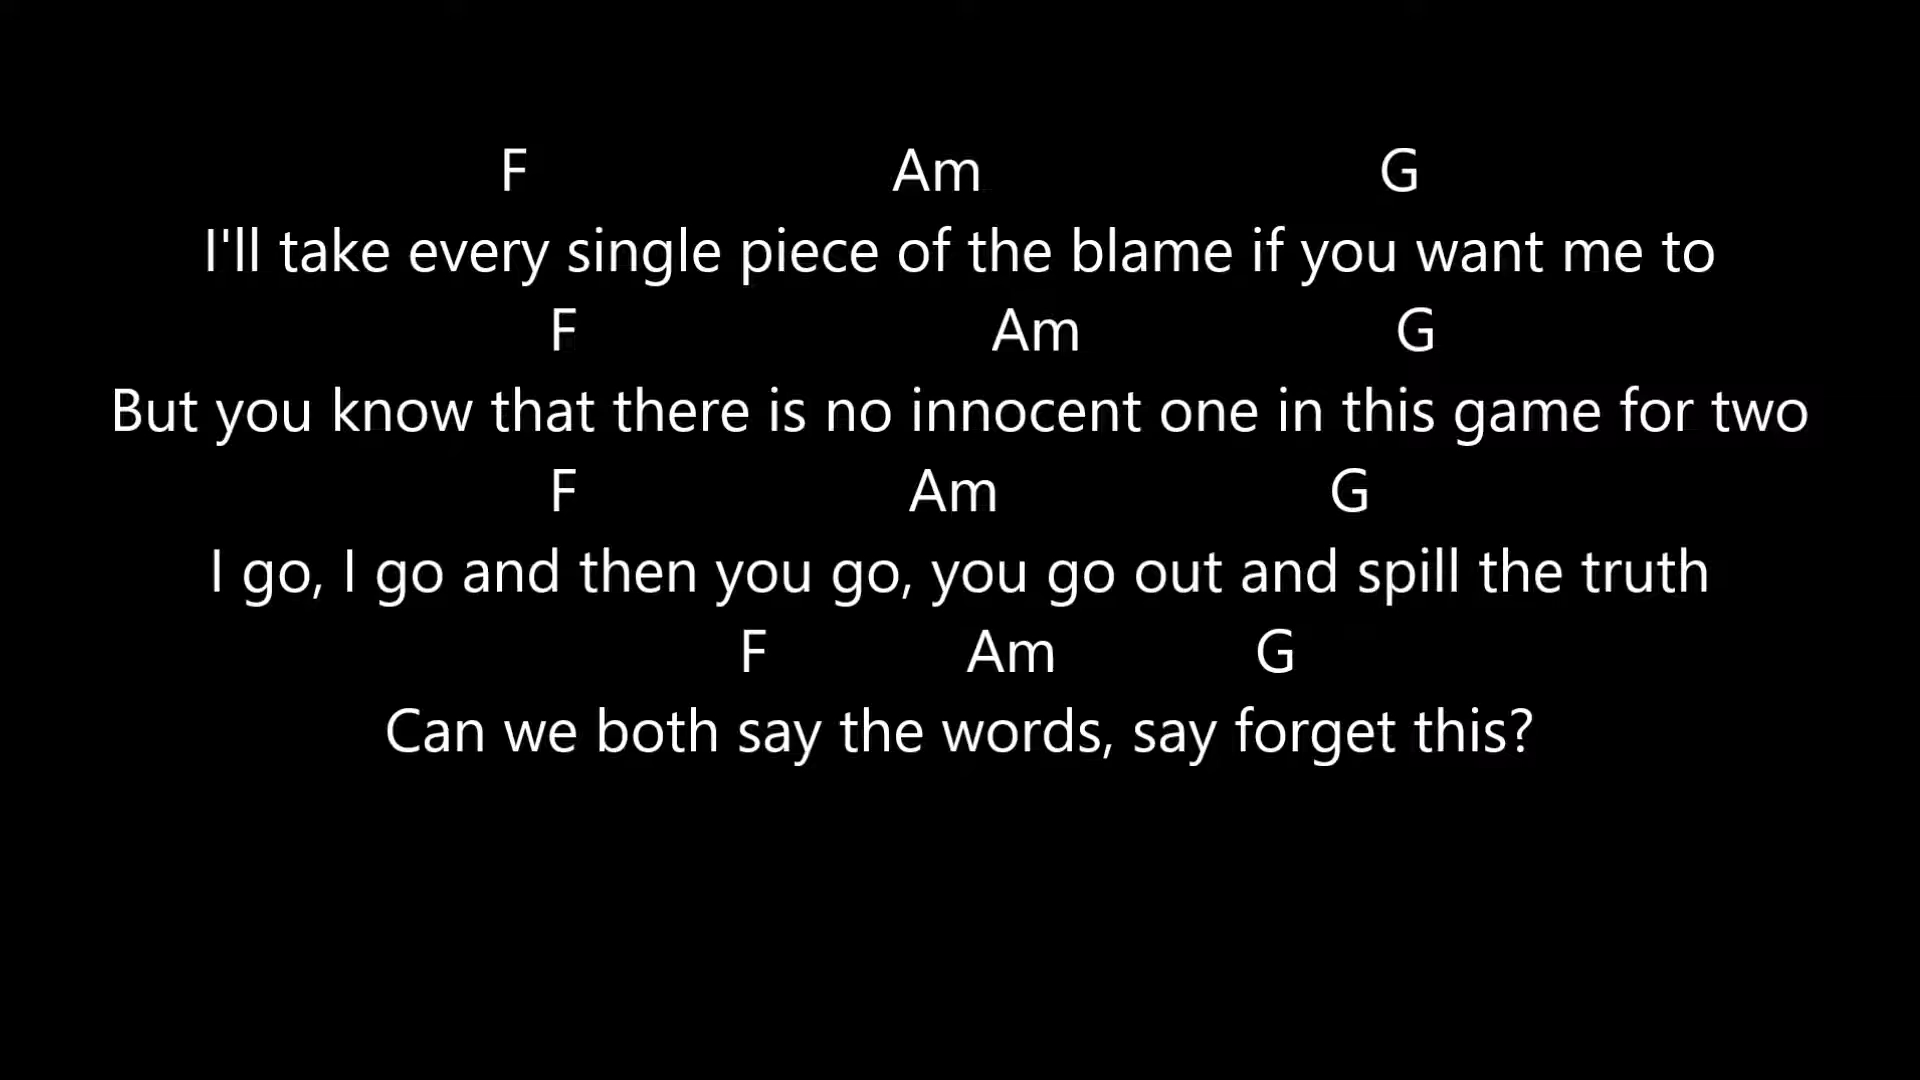 F Am G
I'll take every single piece of the blame if you want me to
F Am G
But you know that there is no innocent one in this game for two
F Am G
I go, I go and then you go, you go out and spill the truth
F Am G
Can we both say the words, say forget this?